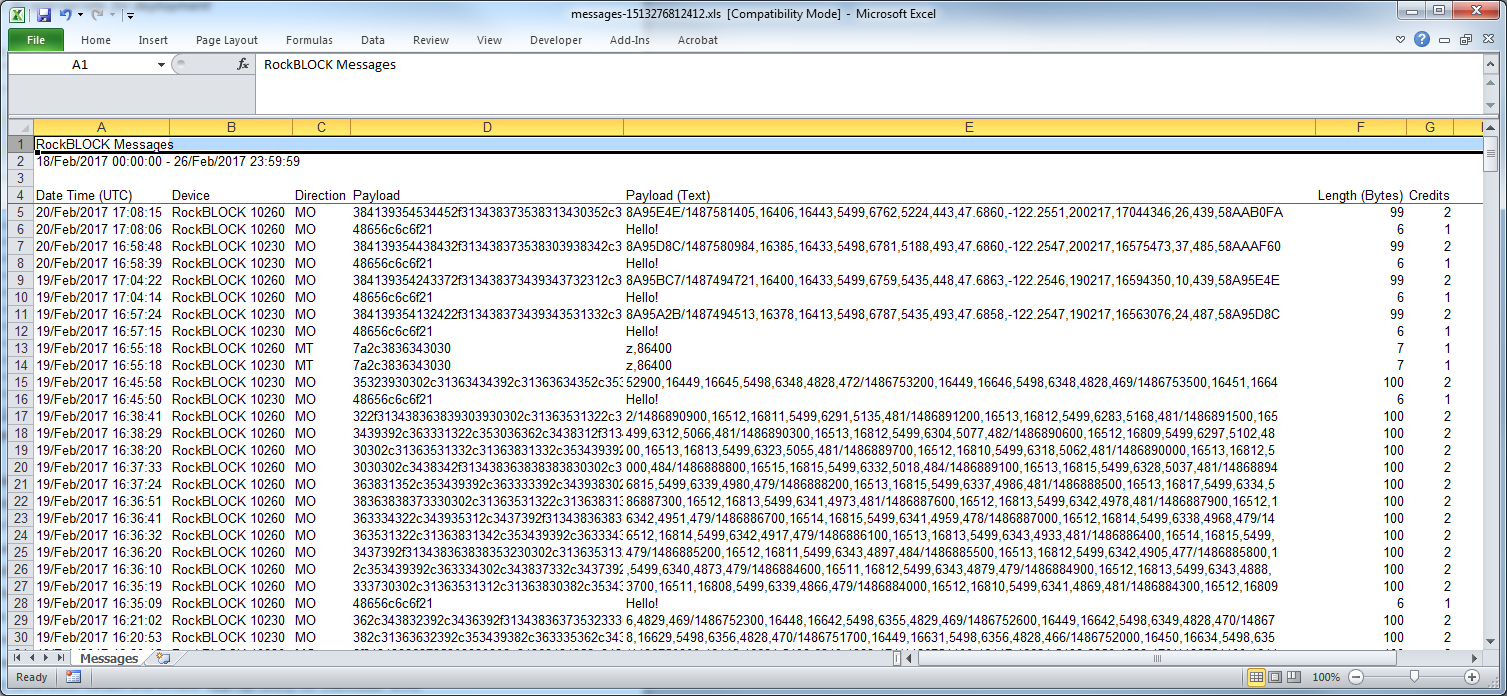 messages-1513276812412.xls [Compatibility Mode] - Microsoft Excel
File Home Insert Page Layout Formulas Data Review View Developer Add-Ins Acrobat
A1 fx RockBLOCK Messages
A B C D E F G
1 RockBLOCK Messages
2 18/Feb/2017 00:00:00 - 26/Feb/2017 23:59:59
3
4 Date Time (UTC) Device Direction Payload Payload (Text) Length (Bytes) Credits
5 20/Feb/2017 17:08:15 RockBLOCK 10260 MO 384139354534452f313438373538313430352c3 8A95E4E/1487581405,16406,16443,5499,6762,5224,443,47.6860,-122.2551,200217,17044346,26,439,58AAB0FA 99 2
6 20/Feb/2017 17:08:06 RockBLOCK 10260 MO 48656c6c6f21 Hello! 6 1
7 20/Feb/2017 16:58:48 RockBLOCK 10230 MO 384139354438432f313438373538303938342c3 8A95D8C/1487580984,16385,16433,5498,6781,5188,493,47.6860,-122.2547,200217,16575473,37,485,58AAAF60 99 2
8 20/Feb/2017 16:58:39 RockBLOCK 10230 MO 48656c6c6f21 Hello! 6 1
9 19/Feb/2017 17:04:22 RockBLOCK 10260 MO 384139354243372f313438373439343732312c3 8A95BC7/1487494721,16400,16433,5499,6759,5435,448,47.6863,-122.2546,190217,16594350,10,439,58A95E4E 99 2
10 19/Feb/2017 17:04:14 RockBLOCK 10260 MO 48656c6c6f21 Hello! 6 1
11 19/Feb/2017 16:57:24 RockBLOCK 10230 MO 384139354132422f313438373439343531332c3 8A95A2B/1487494513,16378,16413,5498,6787,5435,493,47.6858,-122.2547,190217,16563076,24,487,58A95D8C 99 2
12 19/Feb/2017 16:57:15 RockBLOCK 10230 MO 48656c6c6f21 Hello! 6 1
13 19/Feb/2017 16:55:18 RockBLOCK 10260 MT 7a2c3836343030 z,86400 7 1
14 19/Feb/2017 16:55:18 RockBLOCK 10230 MT 7a2c3836343030 z,86400 7 1
15 19/Feb/2017 16:45:58 RockBLOCK 10230 MO 35323930302c31363434392c31363634352c353 52900,16449,16645,5498,6348,4828,472/1486753200,16449,16646,5498,6348,4828,469/1486753500,16451,1664 100 2
16 19/Feb/2017 16:45:50 RockBLOCK 10230 MO 48656c6c6f21 Hello! 6 1
17 19/Feb/2017 16:38:41 RockBLOCK 10260 MO 322f313438363839303930302c31363531322c3 2/1486890900,16512,16811,5499,6291,5135,481/1486891200,16513,16812,5499,6283,5168,481/1486891500,165 100 2
18 19/Feb/2017 16:38:29 RockBLOCK 10260 MO 3439392c363331322c353036362c3438312f313 499,6312,5066,481/1486890300,16513,16812,5499,6304,5077,482/1486890600,16512,16809,5499,6297,5102,48 100 2
19 19/Feb/2017 16:38:20 RockBLOCK 10260 MO 30302c31363531332c31363831332c353439392 00,16513,16813,5499,6323,5055,481/1486889700,16512,16810,5499,6318,5062,481/1486890000,16513,16812,5 100 2
20 19/Feb/2017 16:37:33 RockBLOCK 10260 MO 3030302c3438342f313438363838383830302c3 000,484/1486888800,16515,16815,5499,6332,5018,484/1486889100,16513,16815,5499,6328,5037,481/14868894 100 2
21 19/Feb/2017 16:37:24 RockBLOCK 10260 MO 363831352c353439392c363333392c343938302 6815,5499,6339,4980,479/1486888200,16513,16815,5499,6337,4986,481/1486888500,16513,16817,5499,6334,5 100 2
22 19/Feb/2017 16:36:51 RockBLOCK 10260 MO 38363838373330302c31363531322c313638313 86887300,16512,16813,5499,6341,4973,481/1486887600,16512,16813,5499,6342,4978,481/1486887900,16512,1 100 2
23 19/Feb/2017 16:36:41 RockBLOCK 10260 MO 363334322c343935312c3437392f31343836383 6342,4951,479/1486886700,16514,16815,5499,6341,4959,478/1486887000,16512,16814,5499,6338,4968,479/14 100 2
24 19/Feb/2017 16:36:32 RockBLOCK 10260 MO 363531322c31363831342c353439392c3633343 6512,16814,5499,6342,4917,479/1486886100,16513,16813,5499,6343,4933,481/1486886400,16514,16815,5499, 100 2
25 19/Feb/2017 16:36:20 RockBLOCK 10260 MO 3437392f313438363838353230302c313635313 479/1486885200,16512,16811,5499,6343,4897,484/1486885500,16513,16812,5499,6342,4905,477/1486885800,1 100 2
26 19/Feb/2017 16:36:10 RockBLOCK 10260 MO 2c353439392c363334302c343837332c3437392 ,5499,6340,4873,479/1486884600,16511,16812,5499,6343,4879,479/1486884900,16512,16813,5499,6343,4888, 100 2
27 19/Feb/2017 16:35:19 RockBLOCK 10260 MO 333730302c31363531312c31363830382c35343 3700,16511,16808,5499,6339,4866,479/1486884000,16512,16810,5499,6341,4869,481/1486884300,16512,16809 100 2
28 19/Feb/2017 16:35:09 RockBLOCK 10260 MO 48656c6c6f21 Hello! 6 1
29 19/Feb/2017 16:21:02 RockBLOCK 10230 MO 362c343832392c3436392f31343836373532333 6,4829,469/1486752300,16448,16642,5498,6355,4829,469/1486752600,16449,16642,5498,6349,4828,470/14867 100 2
30 19/Feb/2017 16:20:53 RockBLOCK 10230 MO 382c31363632392c353439382c363335362c343 8,16629,5498,6356,4828,470/1486751700,16449,16631,5498,6356,4828,466/1486752000,16450,16634,5498,635 100 2
Messages
Ready 100%